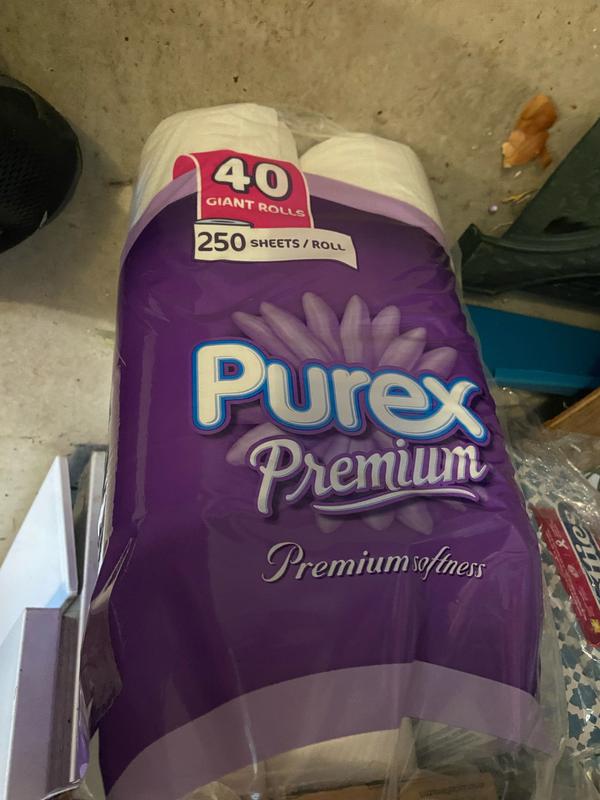 40
GIANT ROLLS
250 SHEETS / ROLL
Purex
Premium
Premium softness